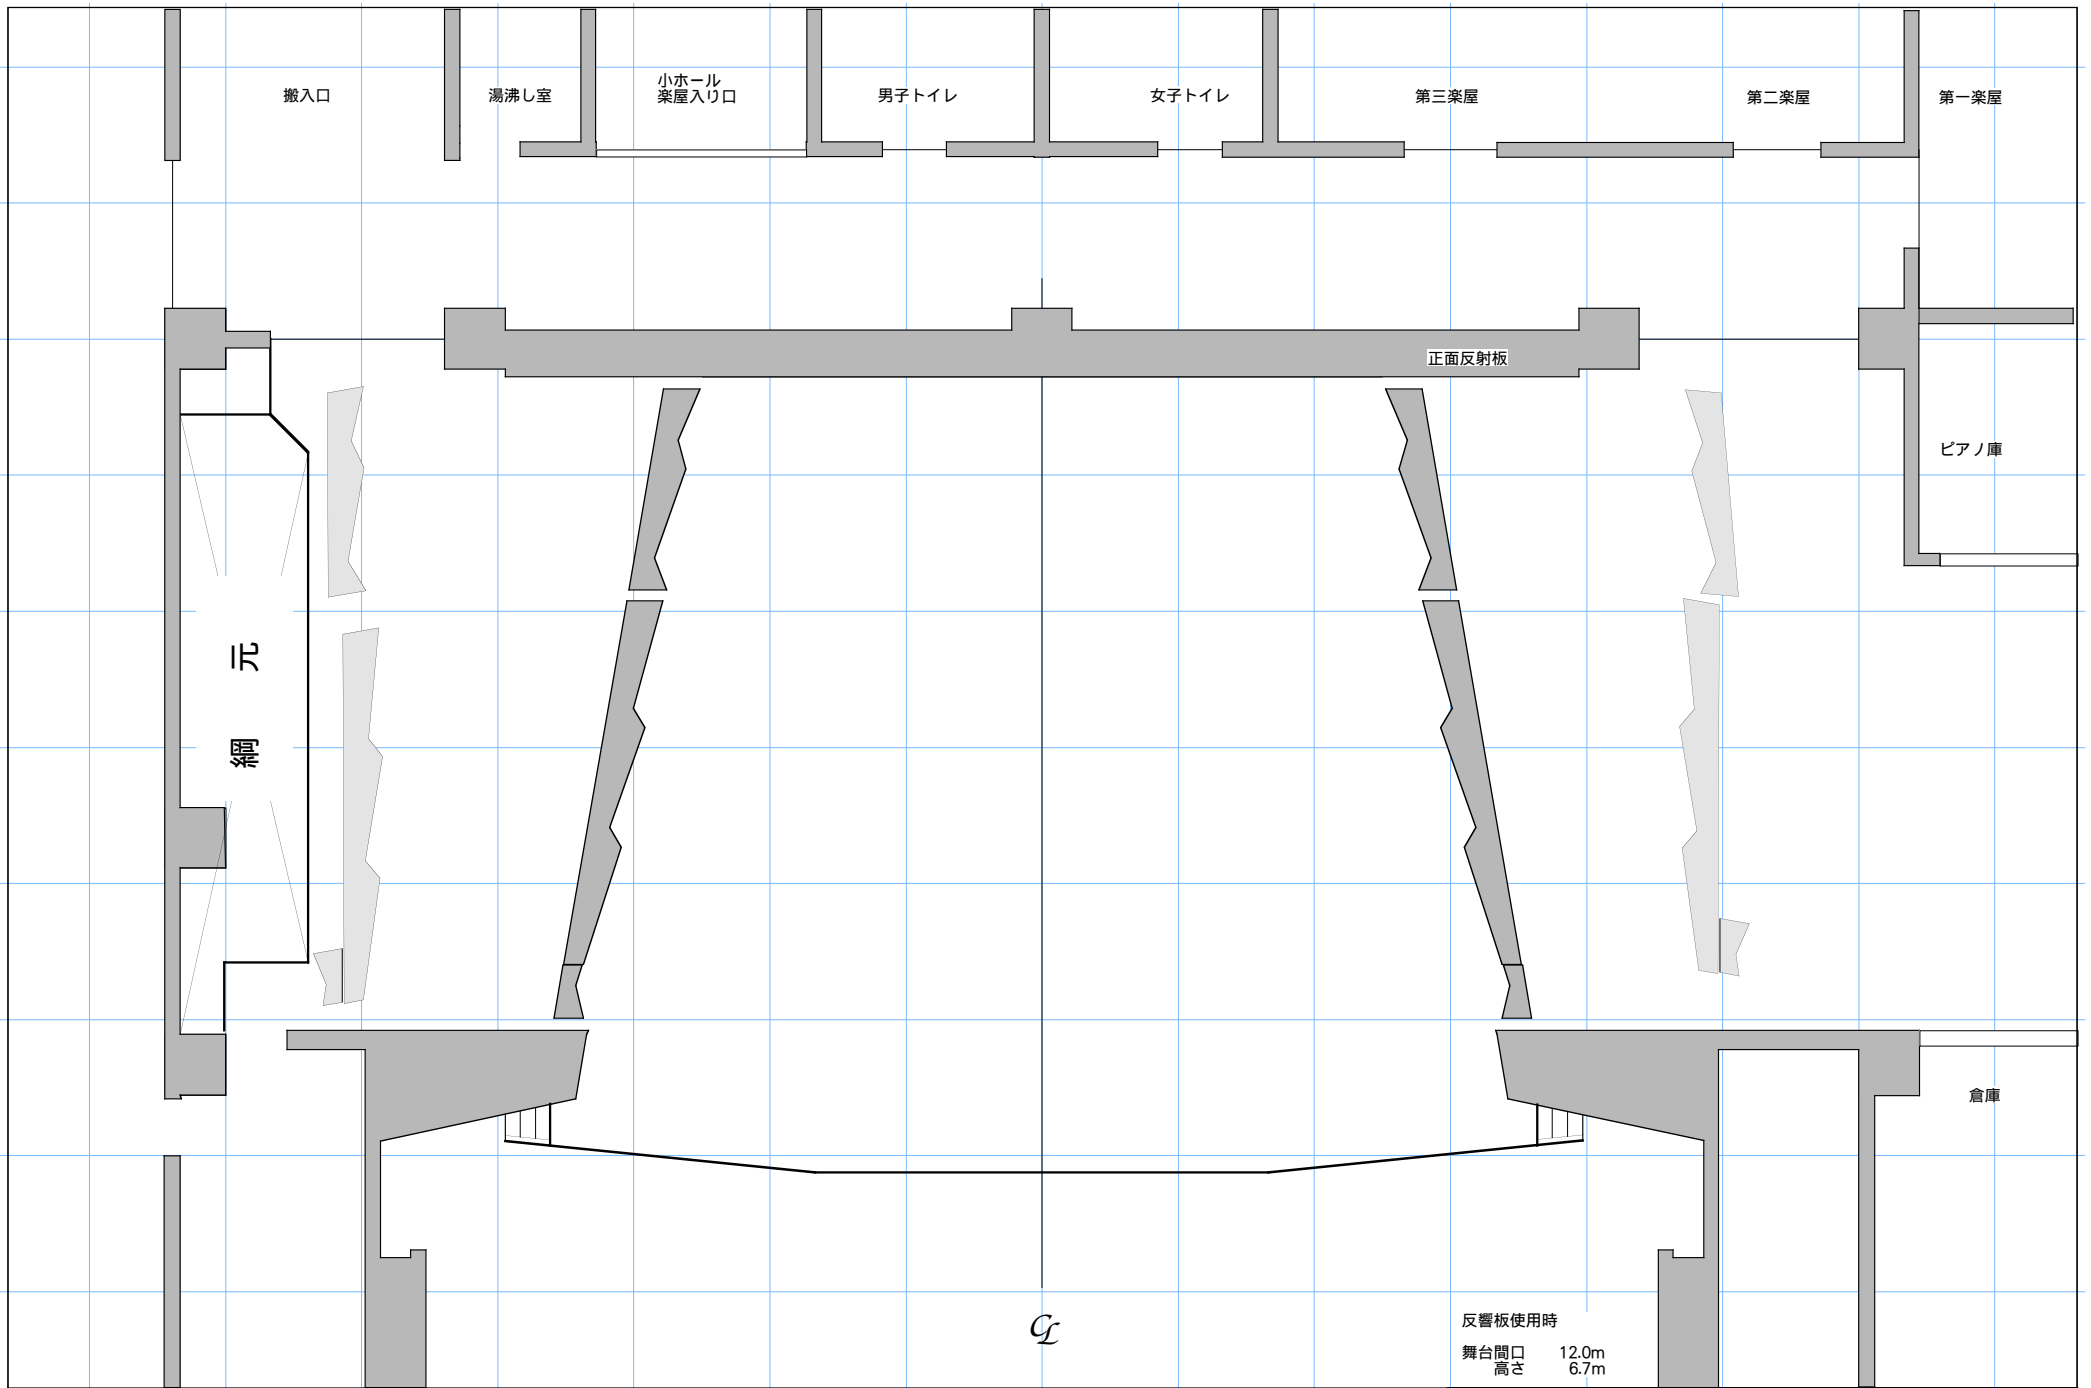 搬入口
湯沸し室
小ホール
楽屋入り口
男子トイレ
女子トイレ
第三楽屋
第二楽屋
第一楽屋
正面反射板
ピアノ庫
綱元
倉庫
CL
反響板使用時
舞台間口 12.0m
高さ 6.7m